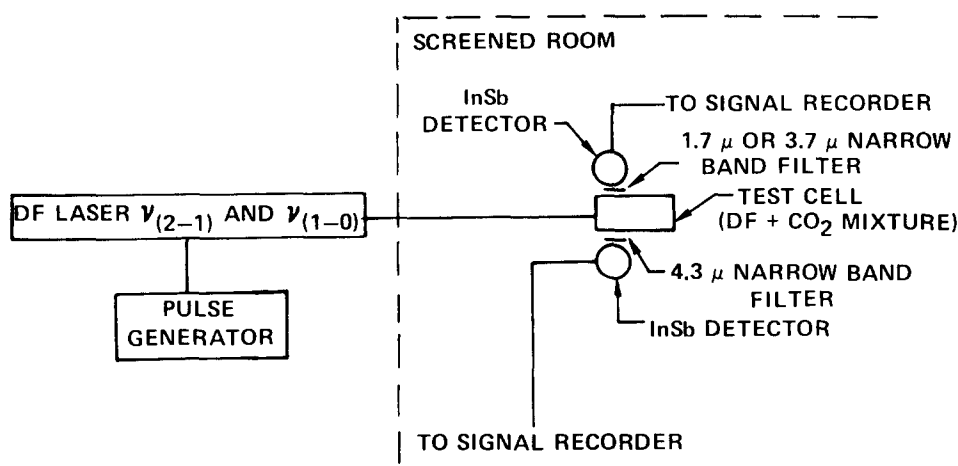 SCREENED ROOM
InSb
DETECTOR
TO SIGNAL RECORDER
1.7 μ OR 3.7 μ NARROW
BAND FILTER
TEST CELL
(DF + CO2 MIXTURE)
DF LASER ν(2–1) AND ν(1–0)
4.3 μ NARROW BAND
FILTER
InSb DETECTOR
PULSE
GENERATOR
TO SIGNAL RECORDER